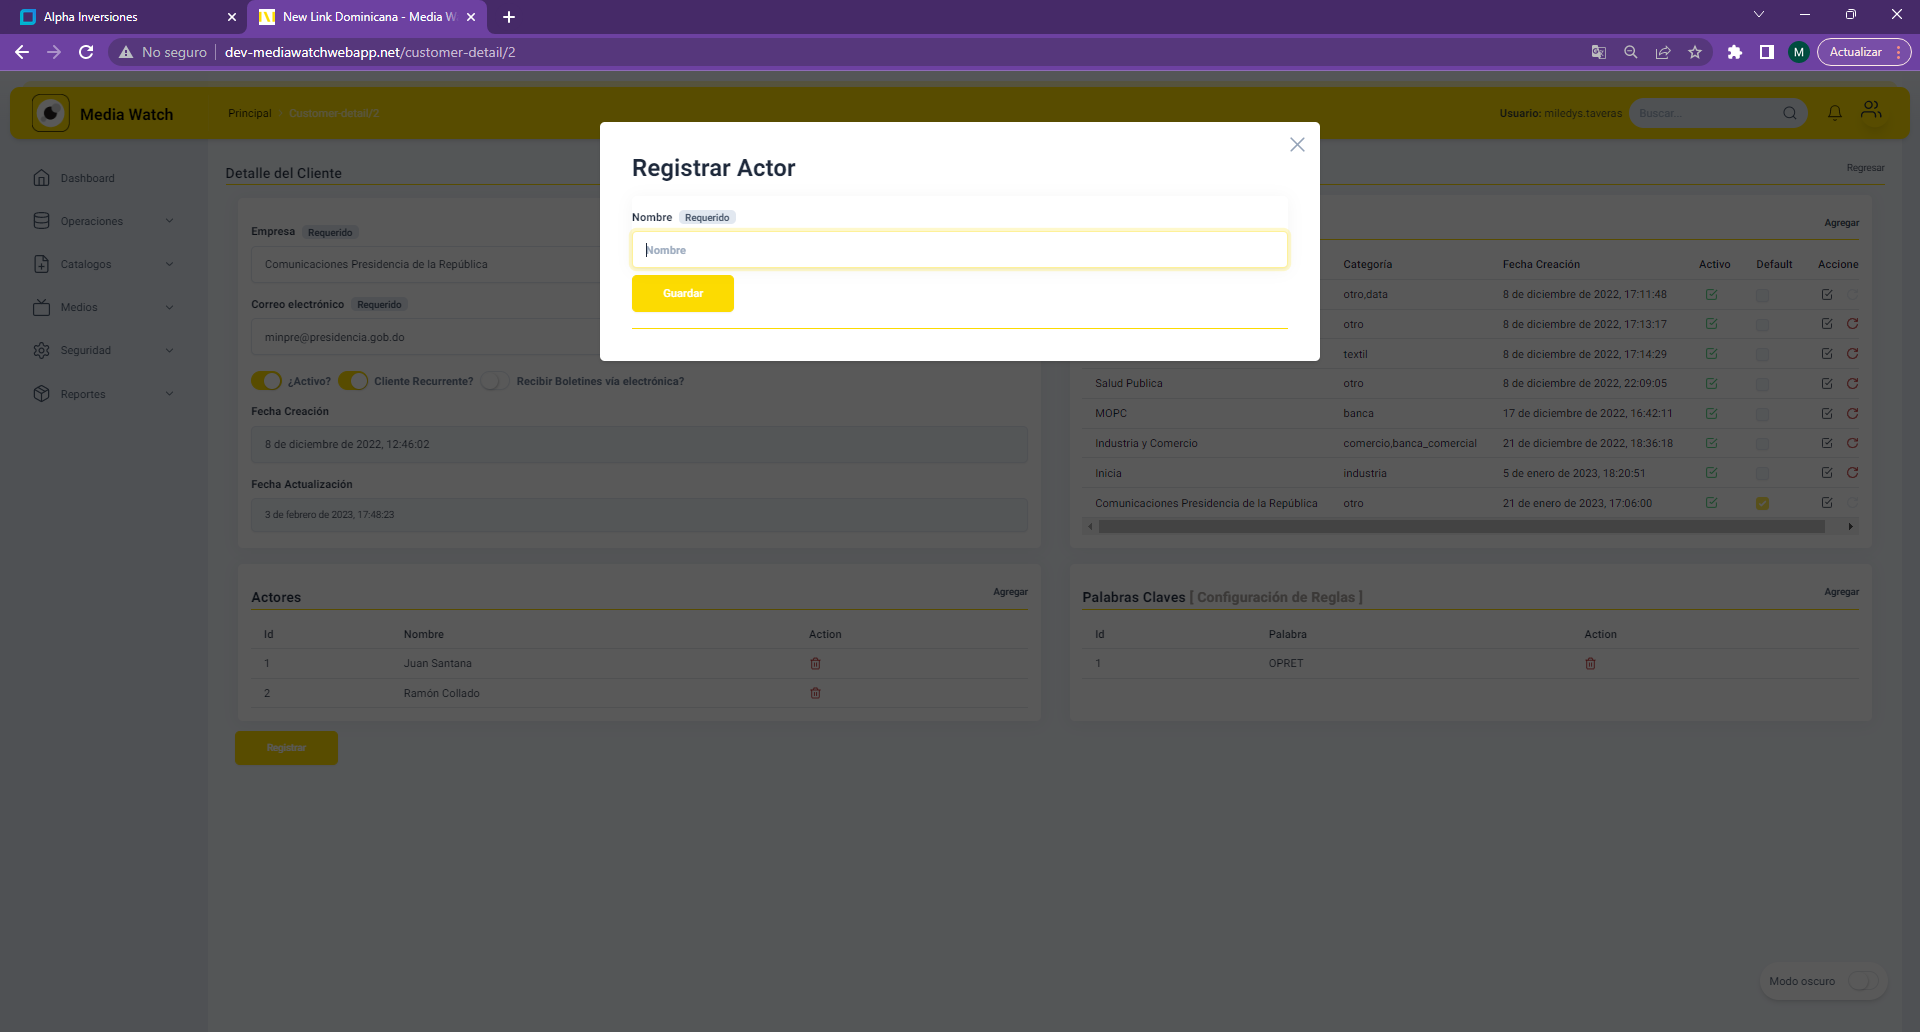 Alpha Inversiones
New Link Dominicana - Media W
No seguro
dev-mediawatchwebapp.net/customer-detail/2
M
Actualizar
Media Watch
Principal
Customer-detail/2
Usuario: miledys.taveras
Buscar...
Dashboard
Operaciones
Catalogos
Medios
Seguridad
Reportes
Detalle del Cliente
Regresar
Empresa Requerido
Comunicaciones Presidencia de la República
Correo electrónico Requerido
minpre@presidencia.gob.do
¿Activo? Cliente Recurrente? Recibir Boletines vía electrónica?
Fecha Creación
8 de diciembre de 2022, 12:46:02
Fecha Actualización
3 de febrero de 2023, 17:48:23
Registrar Actor
Nombre Requerido
Nombre
Guardar
Agregar
Categoría Fecha Creación Activo Default Accione
otro,data 8 de diciembre de 2022, 17:11:48
otro 8 de diciembre de 2022, 17:13:17
textil 8 de diciembre de 2022, 17:14:29
Salud Publica otro 8 de diciembre de 2022, 22:09:05
MOPC banca 17 de diciembre de 2022, 16:42:11
Industria y Comercio comercio,banca_comercial 21 de diciembre de 2022, 18:36:18
Inicia industria 5 de enero de 2023, 18:20:51
Comunicaciones Presidencia de la República otro 21 de enero de 2023, 17:06:00
Actores Agregar
Id Nombre Action
1 Juan Santana
2 Ramón Collado
Palabras Claves [ Configuración de Reglas ] Agregar
Id Palabra Action
1 OPRET
Registrar
Modo oscuro